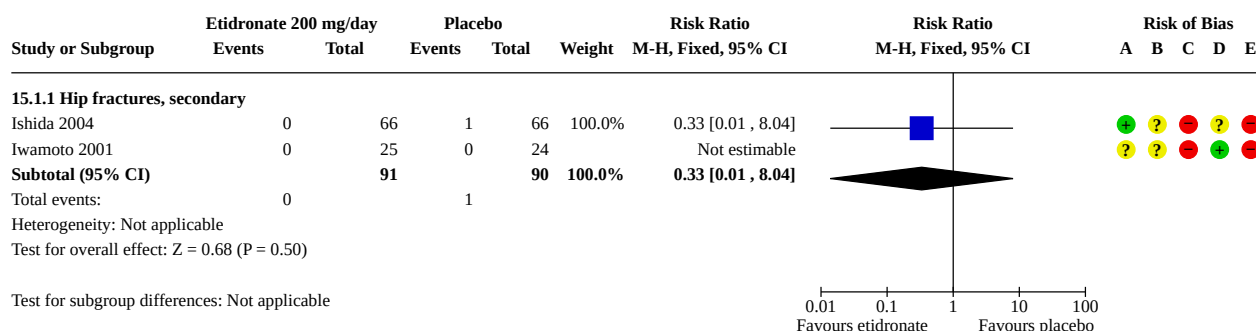 Etidronate 200 mg/day Placebo Risk Ratio Risk Ratio Risk of Bias
Study or Subgroup Events Total Events Total Weight M-H, Fixed, 95% CI M-H, Fixed, 95% CI A B C D E
15.1.1 Hip fractures, secondary
Ishida 2004 0 66 1 66 100.0% 0.33 [0.01 , 8.04] + ? − ? −
Iwamoto 2001 0 25 0 24 Not estimable ? ? − + −
Subtotal (95% CI) 91 90 100.0% 0.33 [0.01 , 8.04]
Total events: 0 1
Heterogeneity: Not applicable
Test for overall effect: Z = 0.68 (P = 0.50)
Test for subgroup differences: Not applicable
0.01 0.1 1 10 100
Favours etidronate Favours placebo